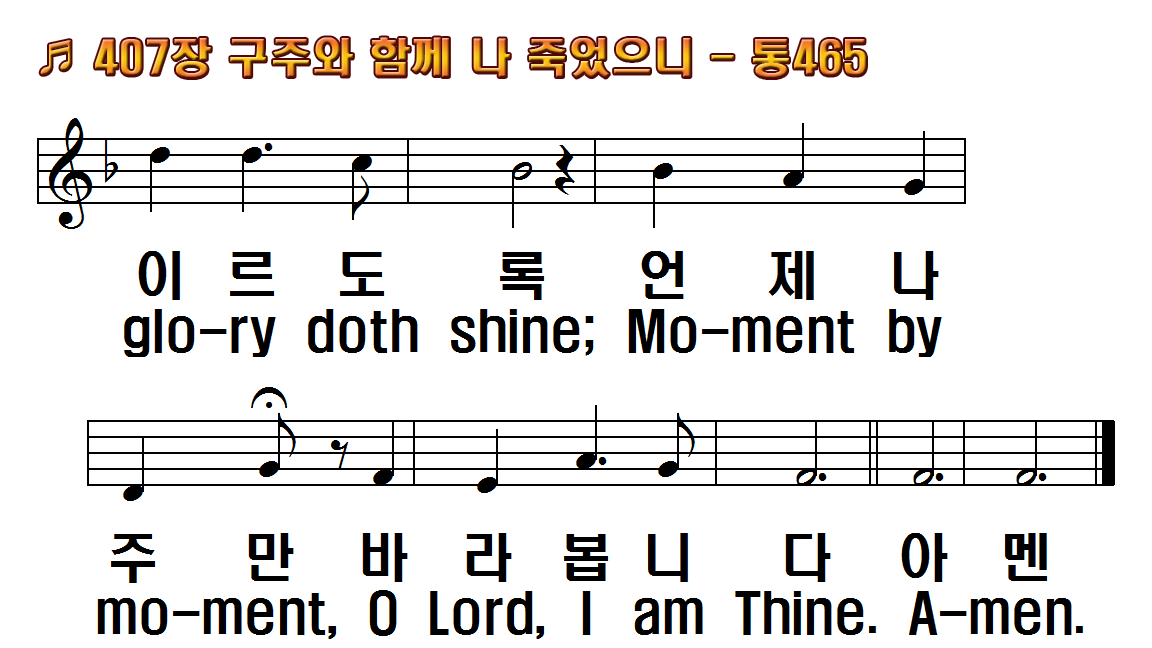 ♬ 407장 구주와 함께 나 죽었으니 - 통465
이 르 도 록 언 제 나
glo-ry doth shine; Mo-ment by
주 만 바 라 봅 니 다 아 멘
mo-ment, O Lord, I am Thine. A-men.